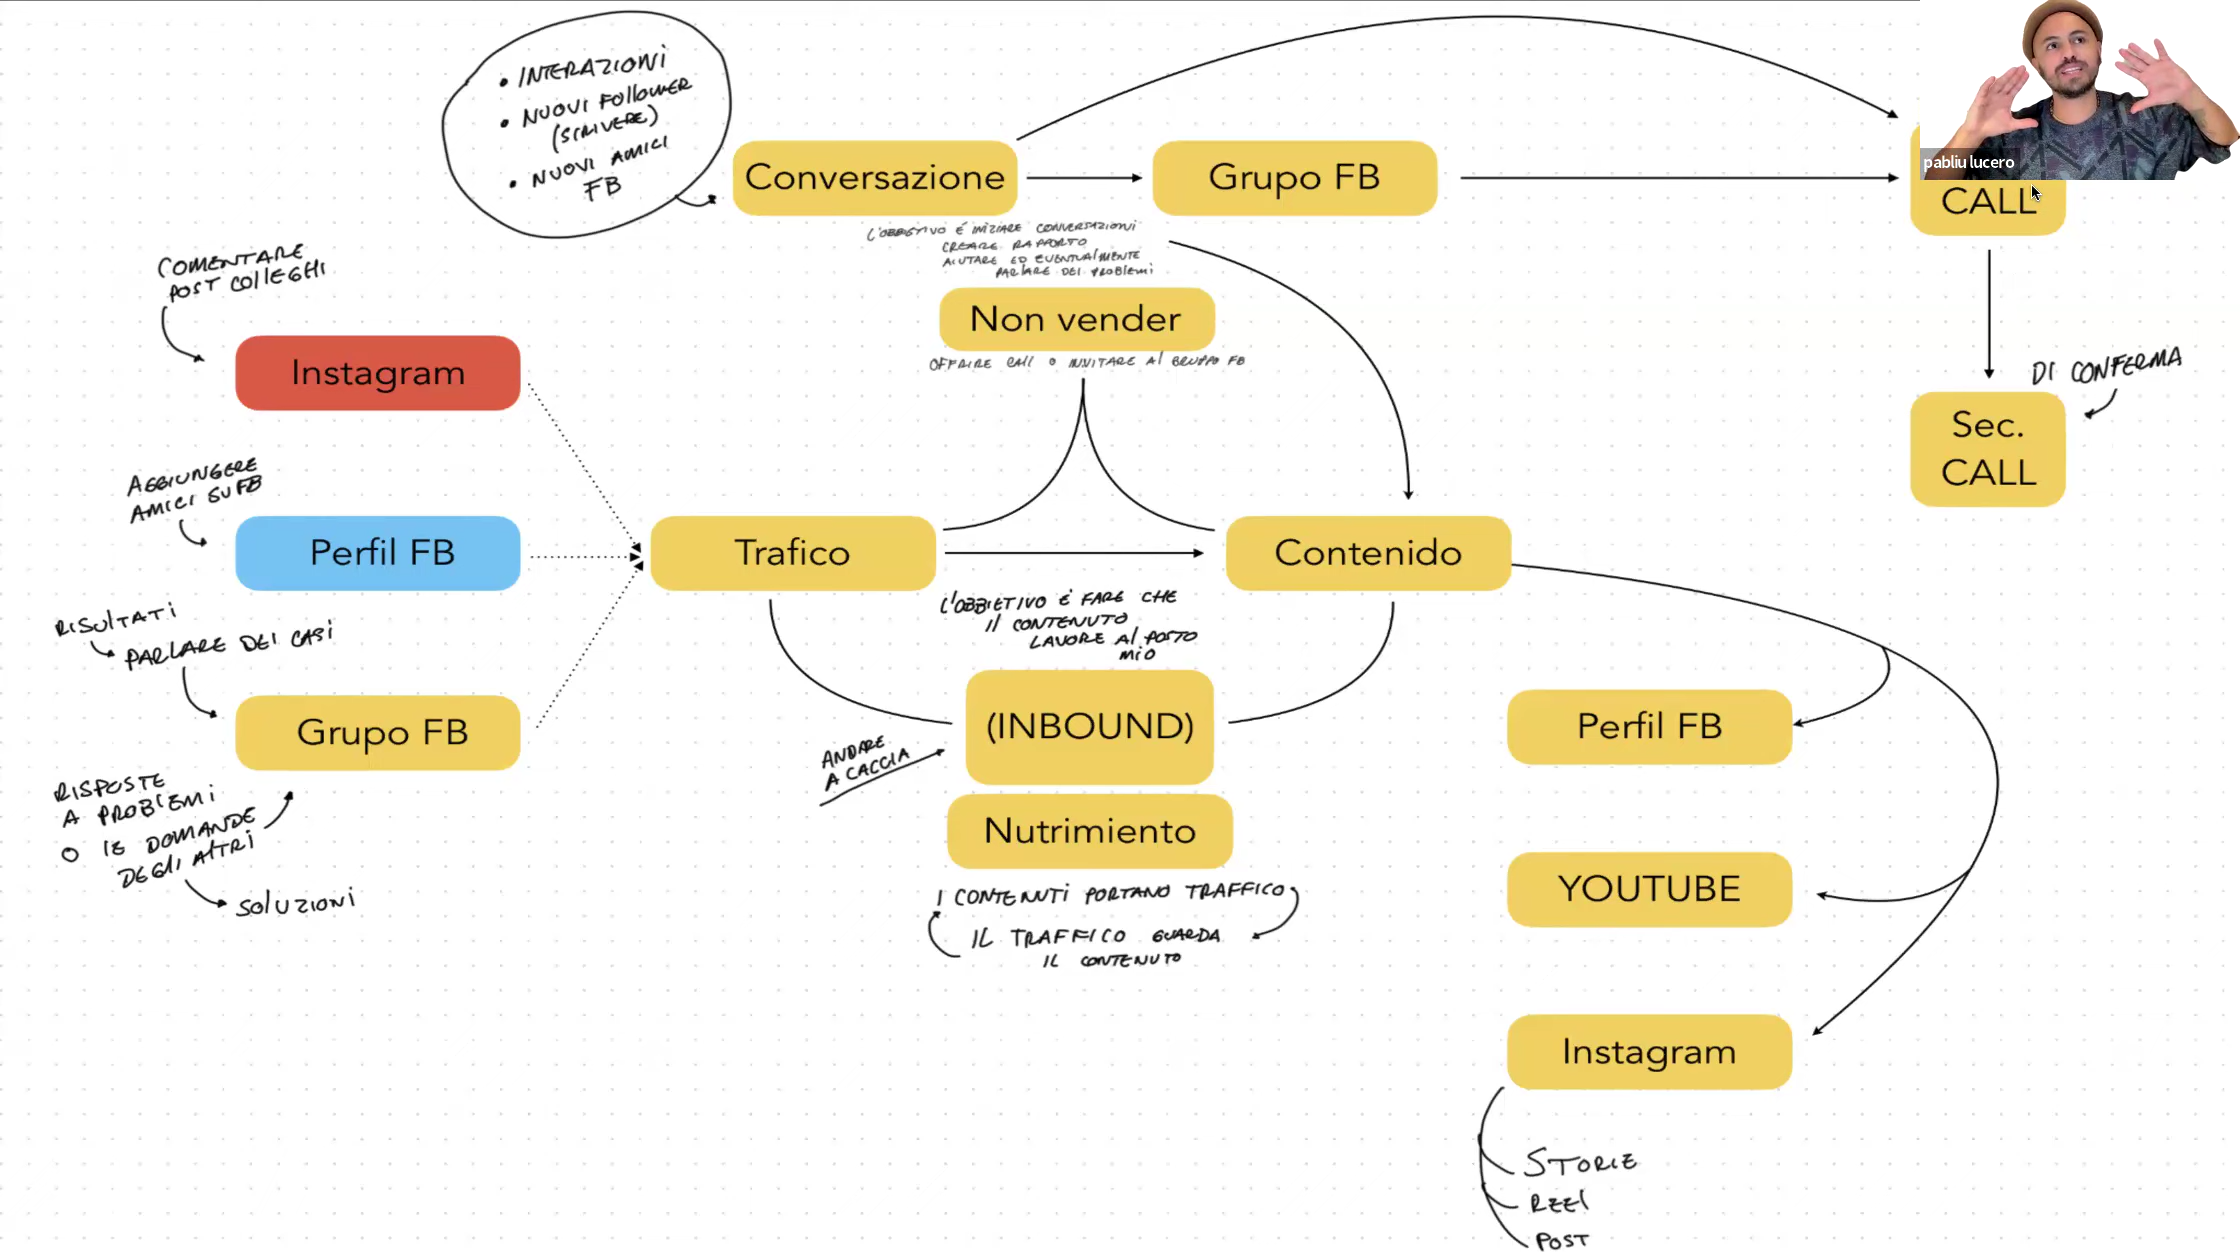 • INTERAZIONI
• NUOVI FOLLOWER
(SCRIVERE)
• NUOVI AMICI
FB
Conversazione
Grupo FB
pabliu lucero
CALL
L'OBBIETIVO É INIZIARE CONVERSAZIONI
CREARE RAPPORTO
AIUTARE ED EVENTUALMENTE
PARLARE DEI PROBLEMI
Non vender
OFFRIRE CALL O INVITARE AL GRUPPO FB
COMENTARE
POST COLLEGHI
Instagram
DI CONFERMA
Sec.
CALL
AGGIUNGERE
AMICI SU FB
Perfil FB
Trafico
Contenido
L'OBBIETIVO É FARE CHE
IL CONTENUTO
LAVORE AL POSTO
MIO
RISULTATI
PARLARE DEI CASI
Grupo FB
(INBOUND)
Perfil FB
ANDARE
A CACCIA
RISPOSTE
A PROBLEMI
O LE DOMANDE
DEGLI ALTRI
SOLUZIONI
Nutrimiento
I CONTENUTI PORTANO TRAFFICO
IL TRAFFICO GUARDA
IL CONTENUTO
YOUTUBE
Instagram
STORIE
REEL
POST